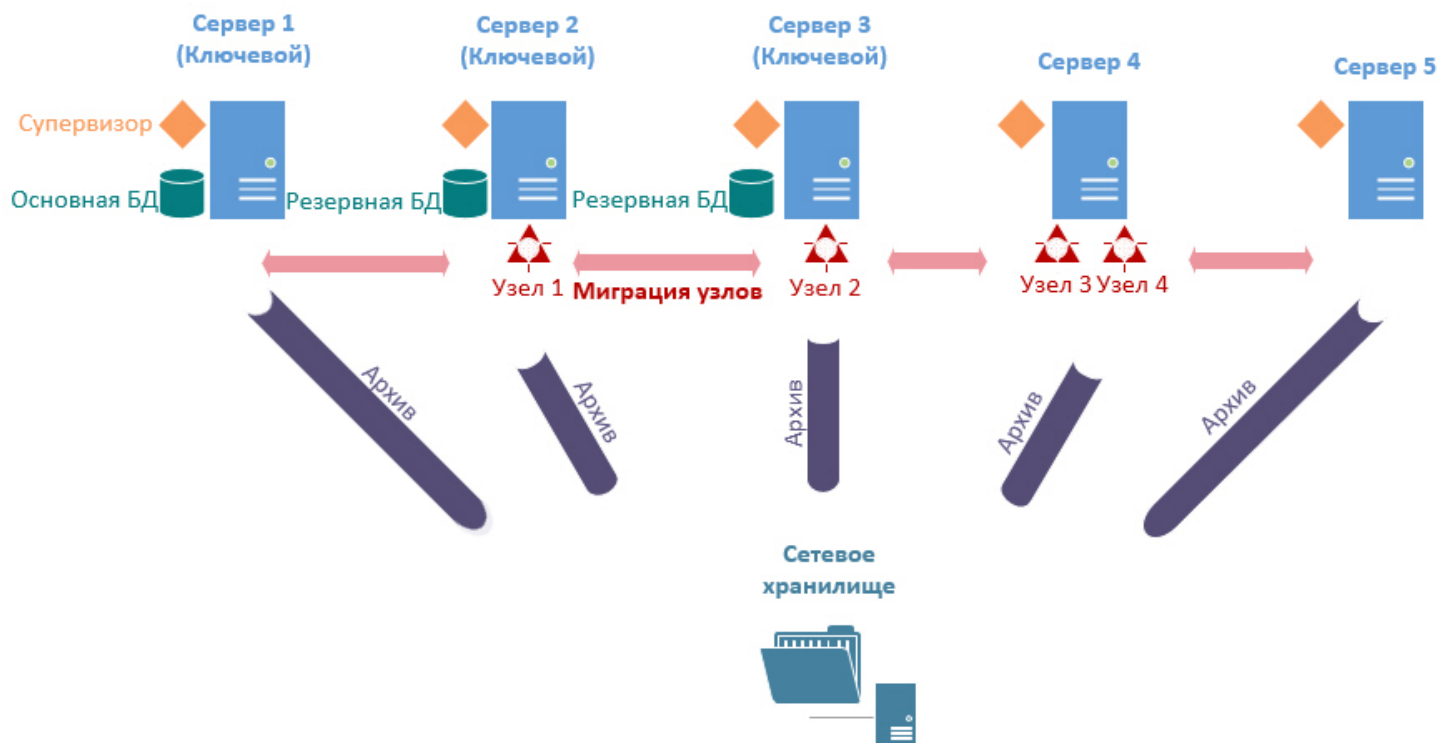 Сервер 1
(Ключевой)
Сервер 2
(Ключевой)
Сервер 3
(Ключевой)
Сервер 4
Сервер 5
Супервизор
Основная БД
Резервная БД
Резервная БД
Узел 1
Миграция узлов
Узел 2
Узел 3
Узел 4
Архив
Архив
Архив
Архив
Архив
Сетевое
хранилище